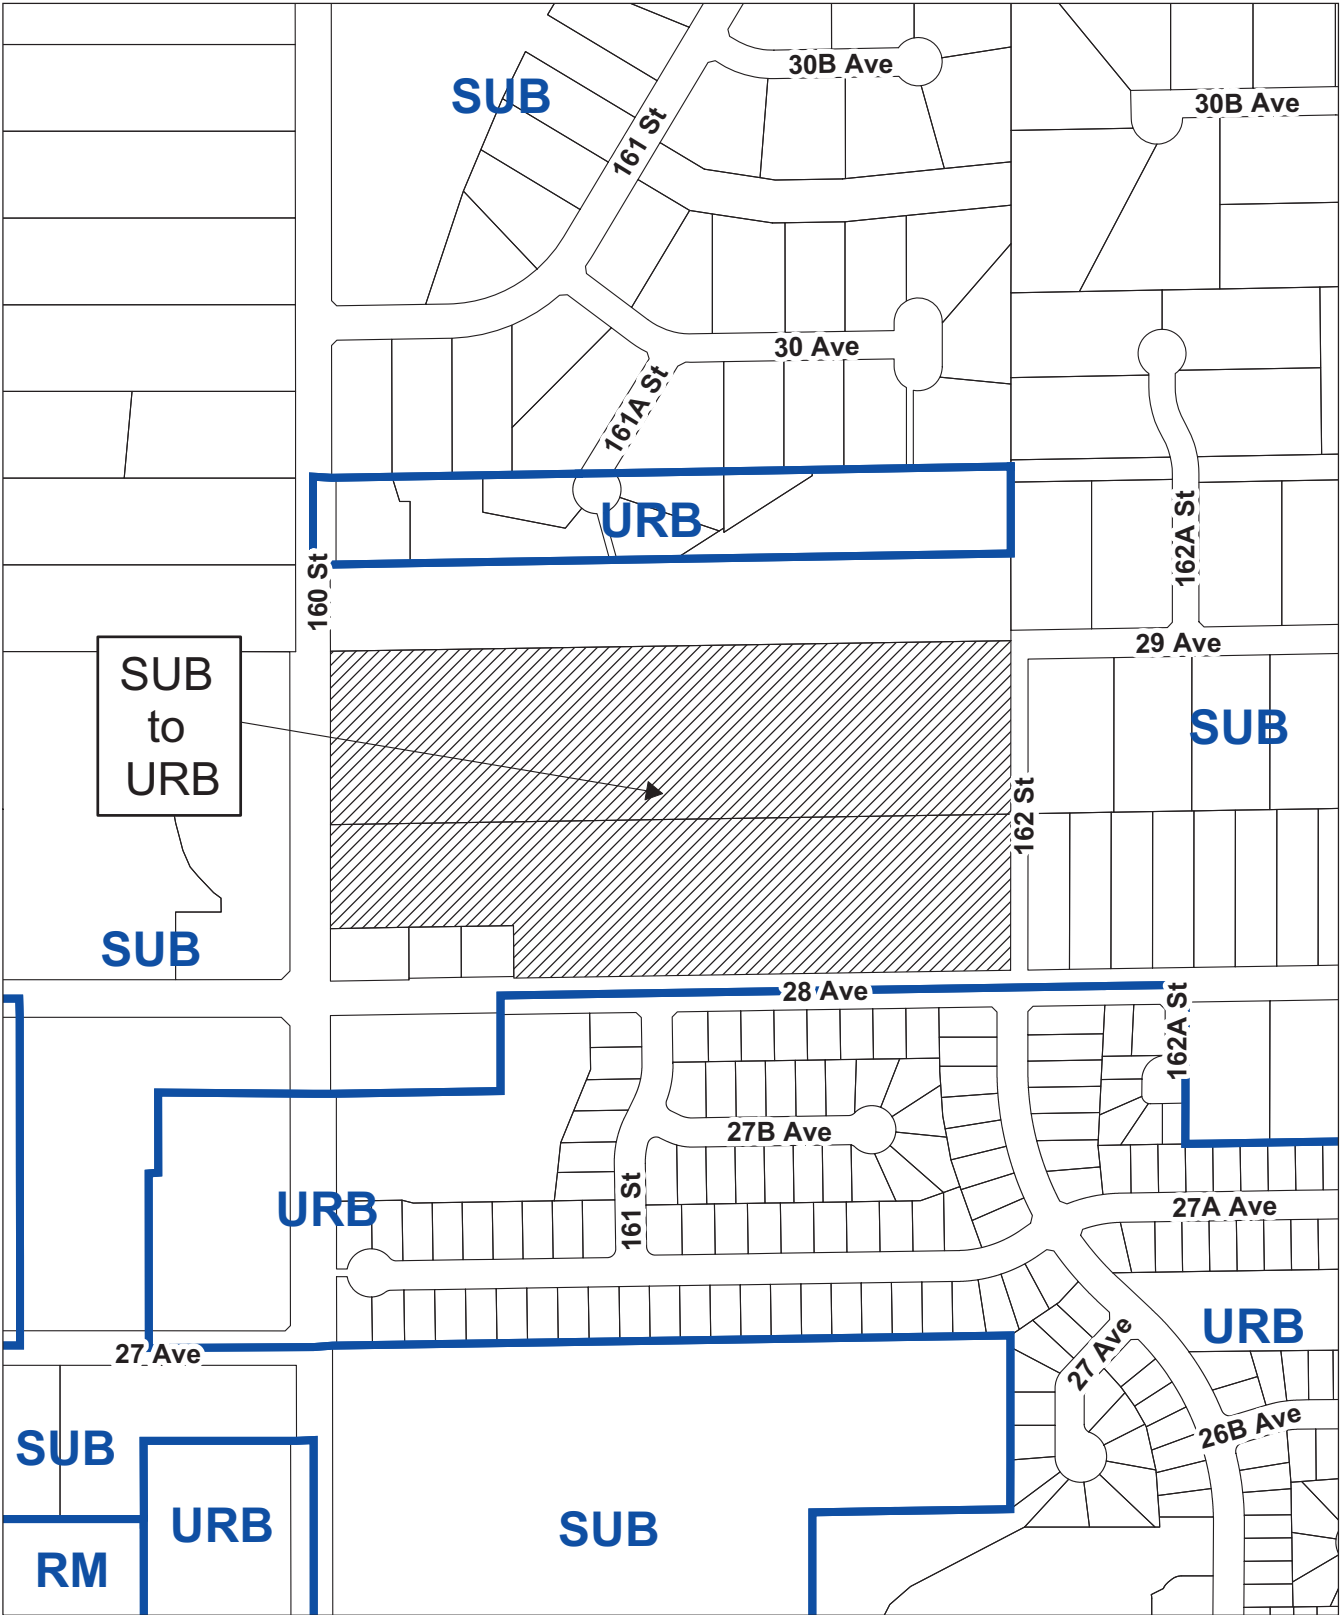 30B Ave
SUB
30B Ave
161 St
30 Ave
161A St
URB
162A St
160 St
29 Ave
SUB
to
URB
SUB
162 St
SUB
28 Ave
162A St
27B Ave
161 St
URB
27A Ave
URB
27 Ave
27 Ave
26B Ave
SUB
URB
SUB
RM